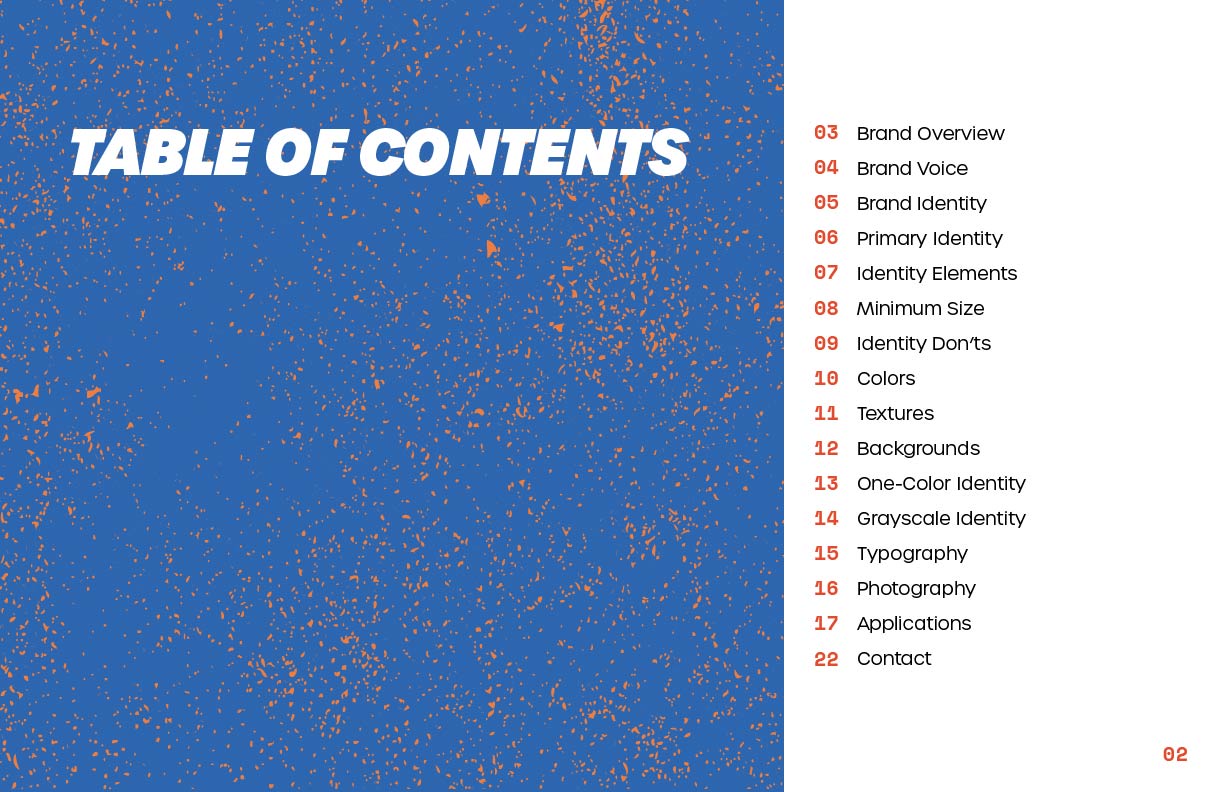 TABLE OF CONTENTS
03 Brand Overview
04 Brand Voice
05 Brand Identity
06 Primary Identity
07 Identity Elements
08 Minimum Size
09 Identity Don’ts
10 Colors
11 Textures
12 Backgrounds
13 One-Color Identity
14 Grayscale Identity
15 Typography
16 Photography
17 Applications
22 Contact
02